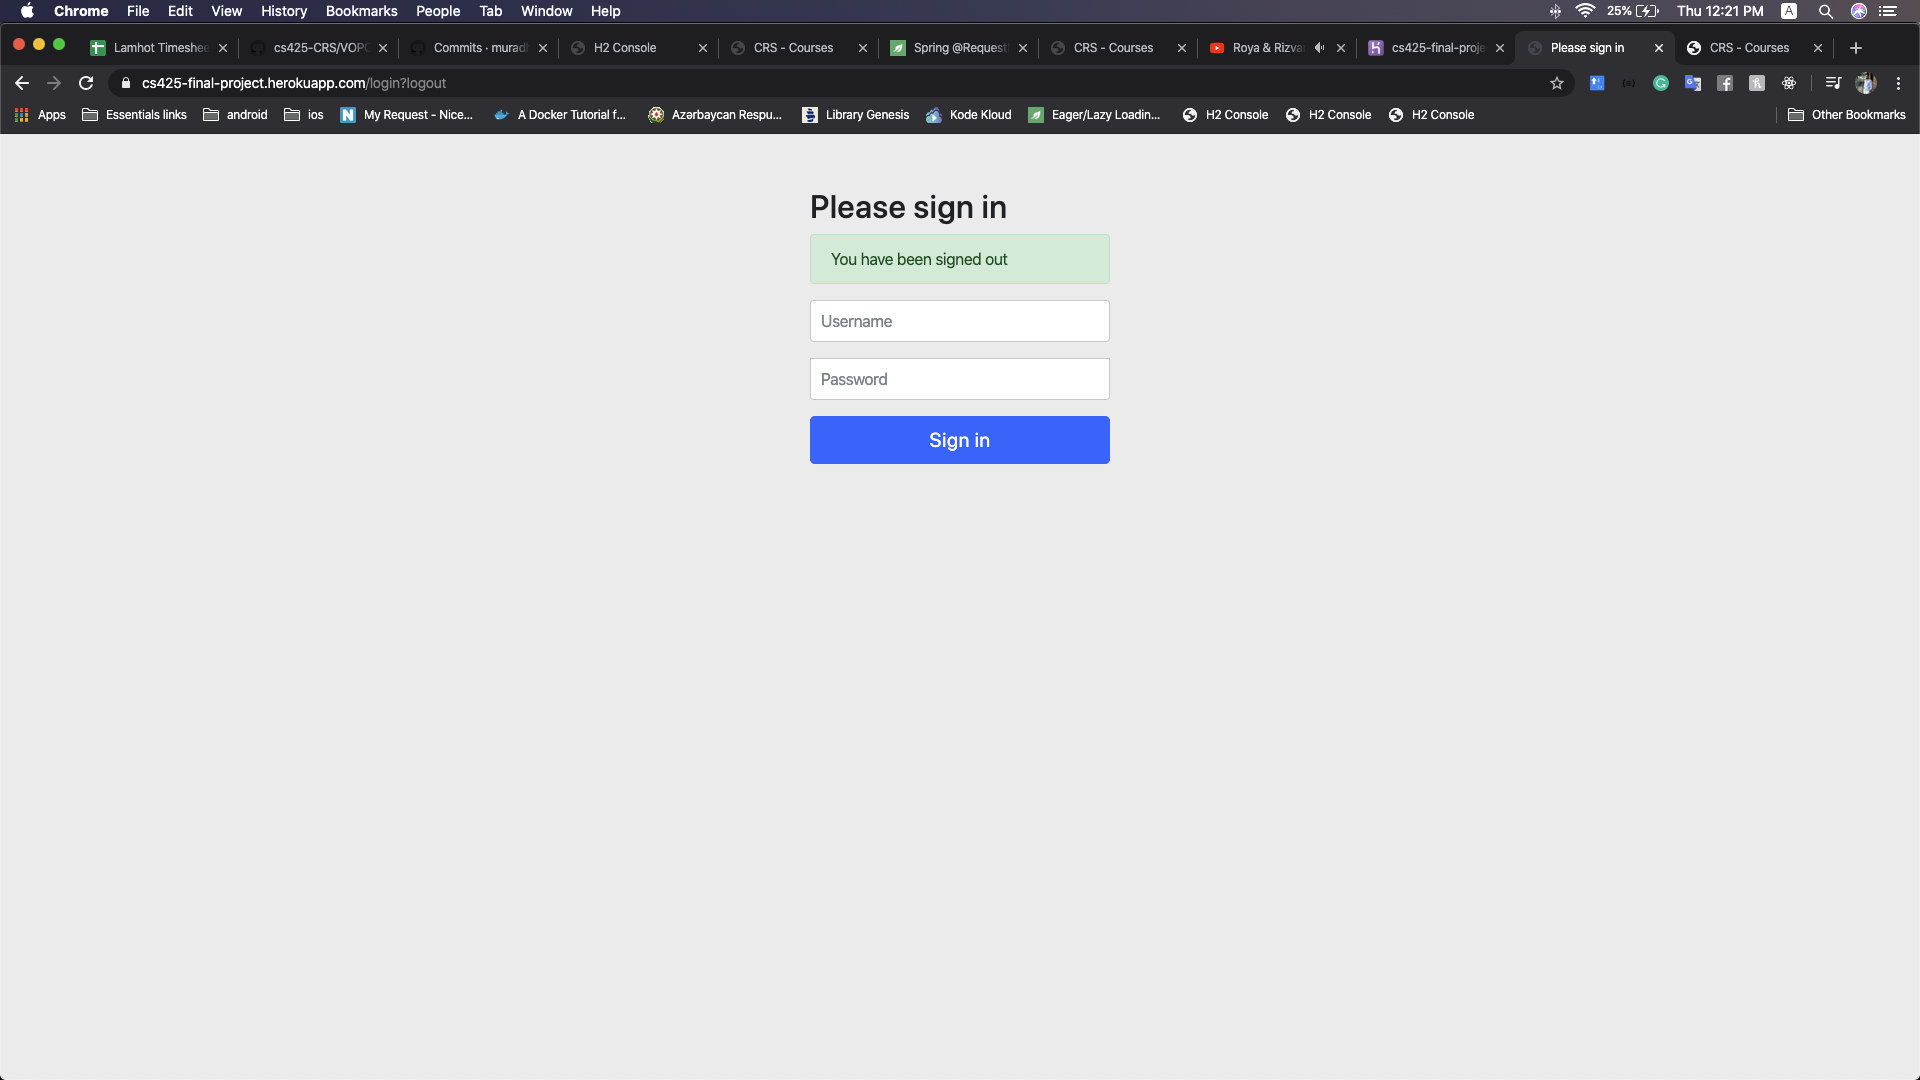 Chrome File Edit View History Bookmarks People Tab Window Help 25% Thu 12:21 PM A
Lamhot Timeshee cs425-CRS/VOPC Commits · murad H2 Console CRS - Courses Spring @Request CRS - Courses Roya & Rizva cs425-final-proje Please sign in CRS - Courses
cs425-final-project.herokuapp.com/login?logout
Apps Essentials links android ios My Request - Nice... A Docker Tutorial f... Azərbaycan Respu... Library Genesis Kode Kloud Eager/Lazy Loadin... H2 Console H2 Console H2 Console Other Bookmarks
Please sign in
You have been signed out
Username
Password
Sign in